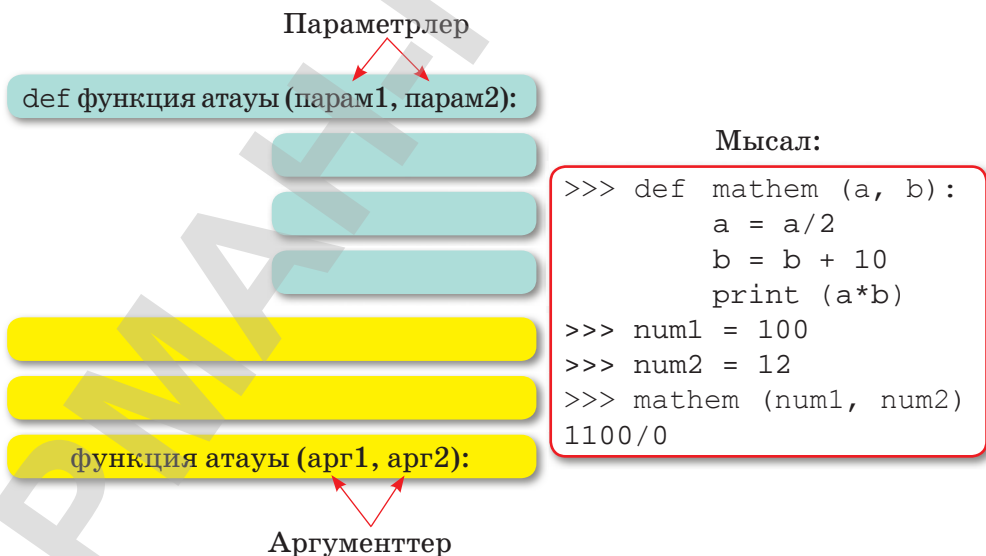 Параметрлер
def функция атауы (парам1, парам2):
функция атауы (арг1, арг2):
Аргументтер
Мысал:
>>> def mathem (a, b):
a = a/2
b = b + 10
print (a*b)
>>> num1 = 100
>>> num2 = 12
>>> mathem (num1, num2)
1100/0
РМАН-